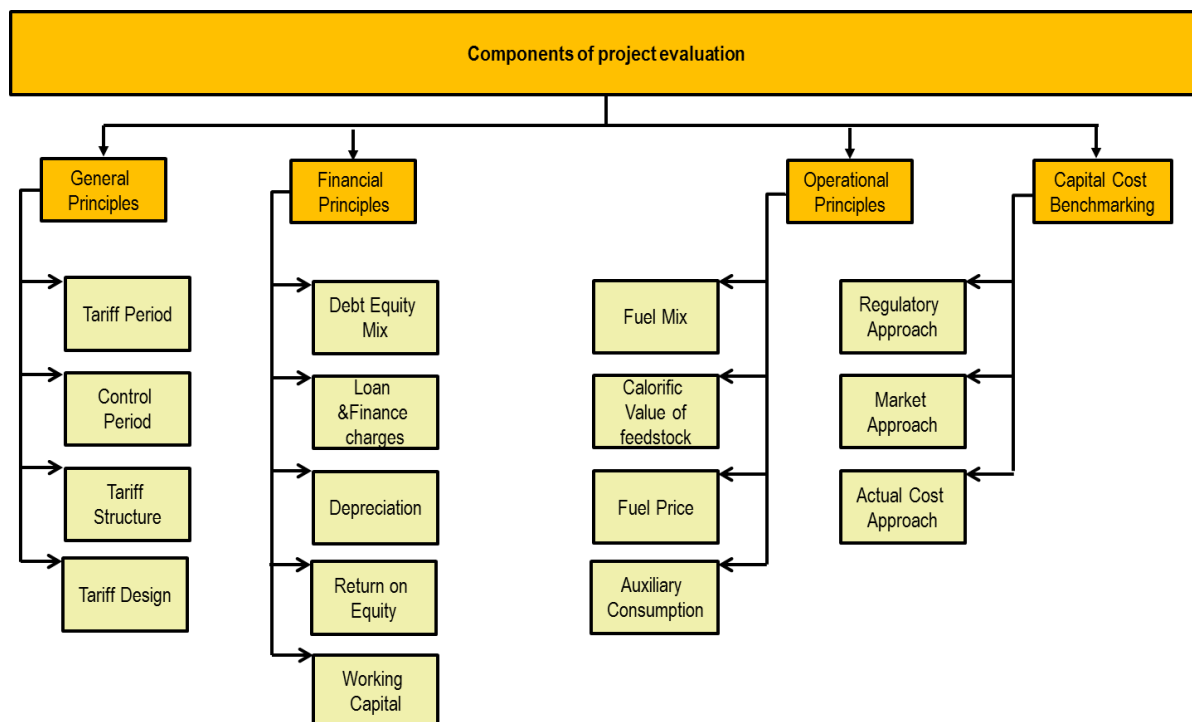 Components of project evaluation
General
Principles
Financial
Principles
Operational
Principles
Capital Cost
Benchmarking
Tariff Period
Control
Period
Tariff
Structure
Tariff Design
Debt Equity
Mix
Loan
&Finance
charges
Depreciation
Return on
Equity
Working
Capital
Fuel Mix
Calorific
Value of
feedstock
Fuel Price
Auxiliary
Consumption
Regulatory
Approach
Market
Approach
Actual Cost
Approach